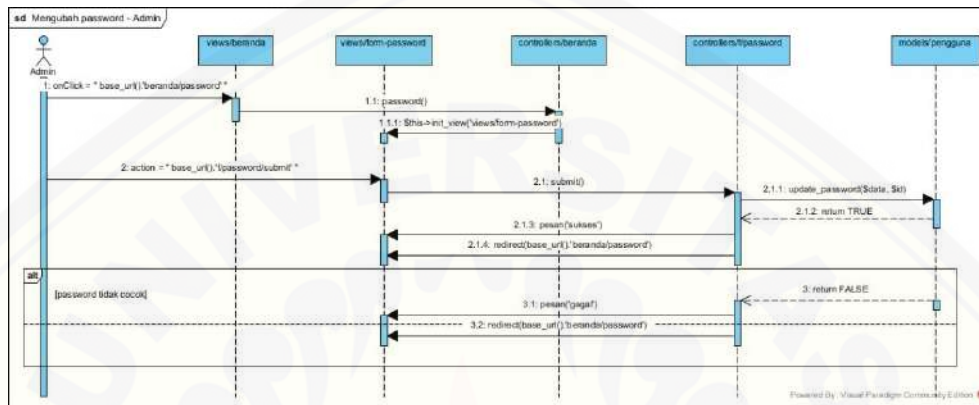 sd Mengubah password - Admin
views/beranda
views/form-password
controllers/beranda
controllers/f/password
models/pengguna
Admin
1: onClick = " base_url().'beranda/password' "
1.1: password()
1.1.1: $this->init_view('views/form-password')
2: action = " base_url().'f/password/submit' "
2.1: submit()
2.1.1: update_password($data, $id)
2.1.2: return TRUE
2.1.3: pesan('sukses')
2.1.4: redirect(base_url().'beranda/password')
alt
[password tidak cocok]
3: return FALSE
3.1: pesan('gagal')
3.2: redirect(base_url().'beranda/password')
UNIVERSITAS
Powered By Visual Paradigm Community Edition